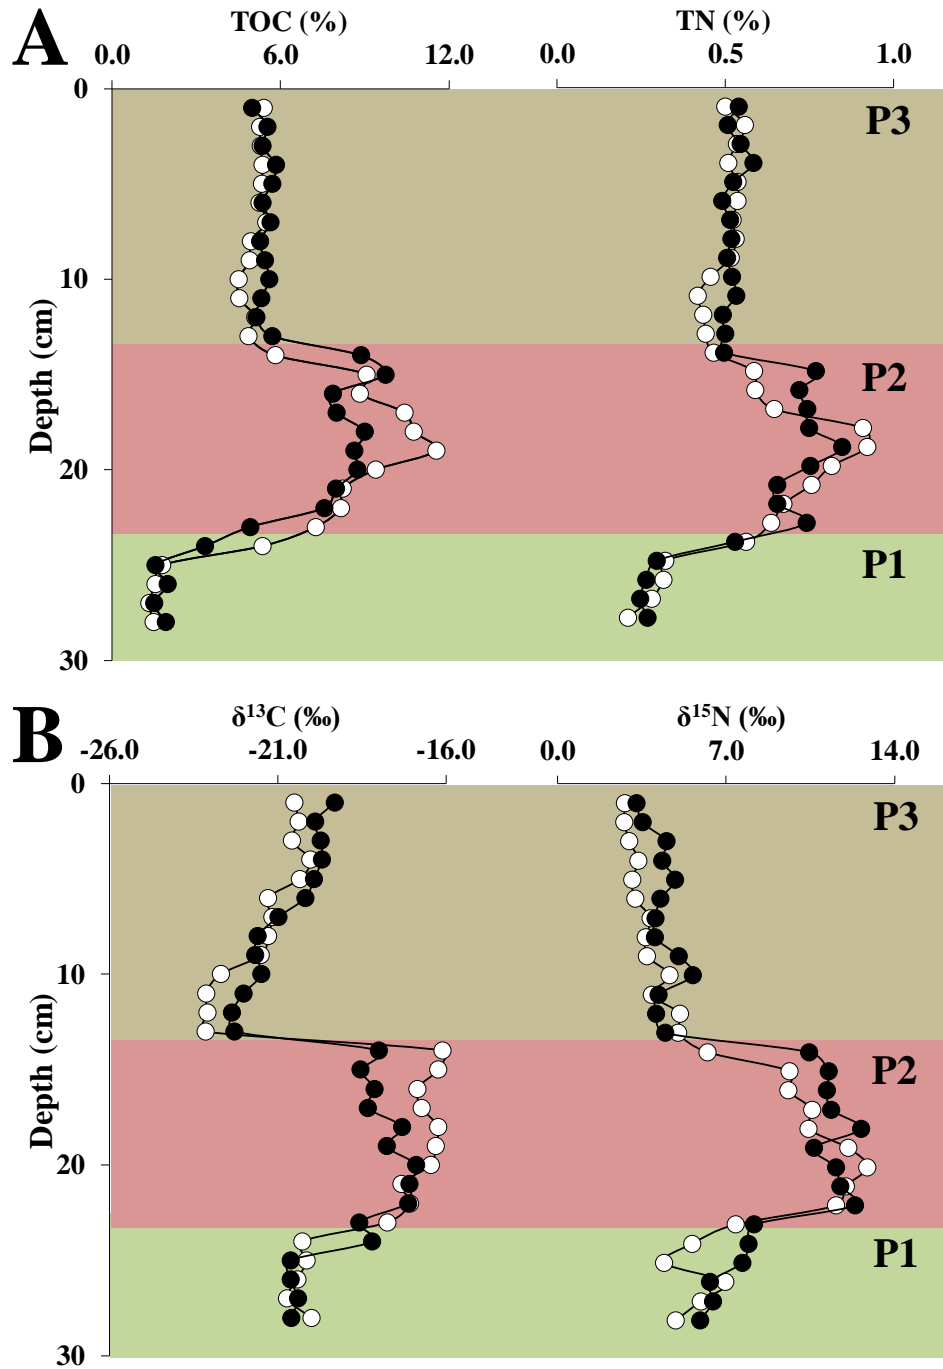 A
TOC (%)
TN (%)
0.0 6.0 12.0 0.0 0.5 1.0
0
P3
10
P2
20
P1
30
Depth (cm)
B
δ¹³C (‰)
δ¹⁵N (‰)
-26.0 -21.0 -16.0 0.0 7.0 14.0
0
P3
10
P2
20
P1
30
Depth (cm)